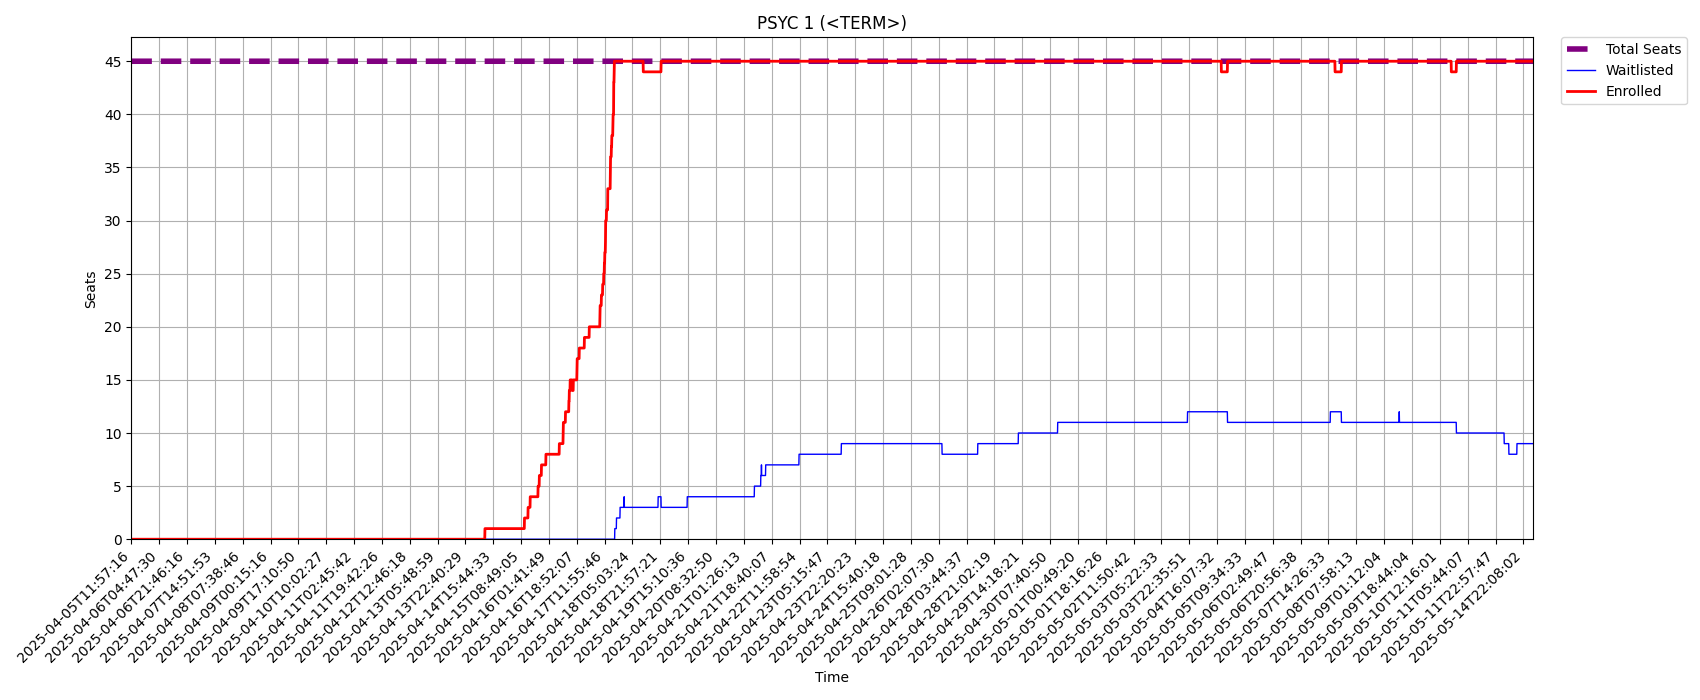 PSYC 1 (<TERM>)
Total Seats
Waitlisted
Enrolled
45
40
35
30
25
20
15
10
5
0
Seats
2025-04-05T11:57:16
2025-04-06T04:47:30
2025-04-06T21:46:16
2025-04-07T14:51:53
2025-04-08T07:38:46
2025-04-09T00:15:16
2025-04-09T17:10:50
2025-04-10T10:02:27
2025-04-11T02:45:42
2025-04-11T19:42:26
2025-04-12T12:46:18
2025-04-13T05:48:59
2025-04-13T22:40:29
2025-04-14T15:44:33
2025-04-15T08:49:05
2025-04-16T01:41:49
2025-04-16T18:52:07
2025-04-17T11:55:46
2025-04-18T05:03:24
2025-04-18T21:57:21
2025-04-19T15:10:36
2025-04-20T08:32:50
2025-04-21T01:26:13
2025-04-21T18:40:07
2025-04-22T11:58:54
2025-04-23T05:15:47
2025-04-23T22:20:23
2025-04-24T15:40:18
2025-04-25T09:01:28
2025-04-26T02:07:30
2025-04-28T03:44:37
2025-04-28T21:02:19
2025-04-29T14:18:21
2025-04-30T07:40:50
2025-05-01T00:49:20
2025-05-01T18:16:26
2025-05-02T11:50:42
2025-05-03T05:22:33
2025-05-03T22:35:51
2025-05-04T16:07:32
2025-05-05T09:34:33
2025-05-06T02:49:47
2025-05-06T20:56:38
2025-05-07T14:26:33
2025-05-08T07:58:13
2025-05-09T01:12:04
2025-05-09T18:44:04
2025-05-10T12:16:01
2025-05-11T05:44:07
2025-05-11T22:57:47
2025-05-14T22:08:02
Time